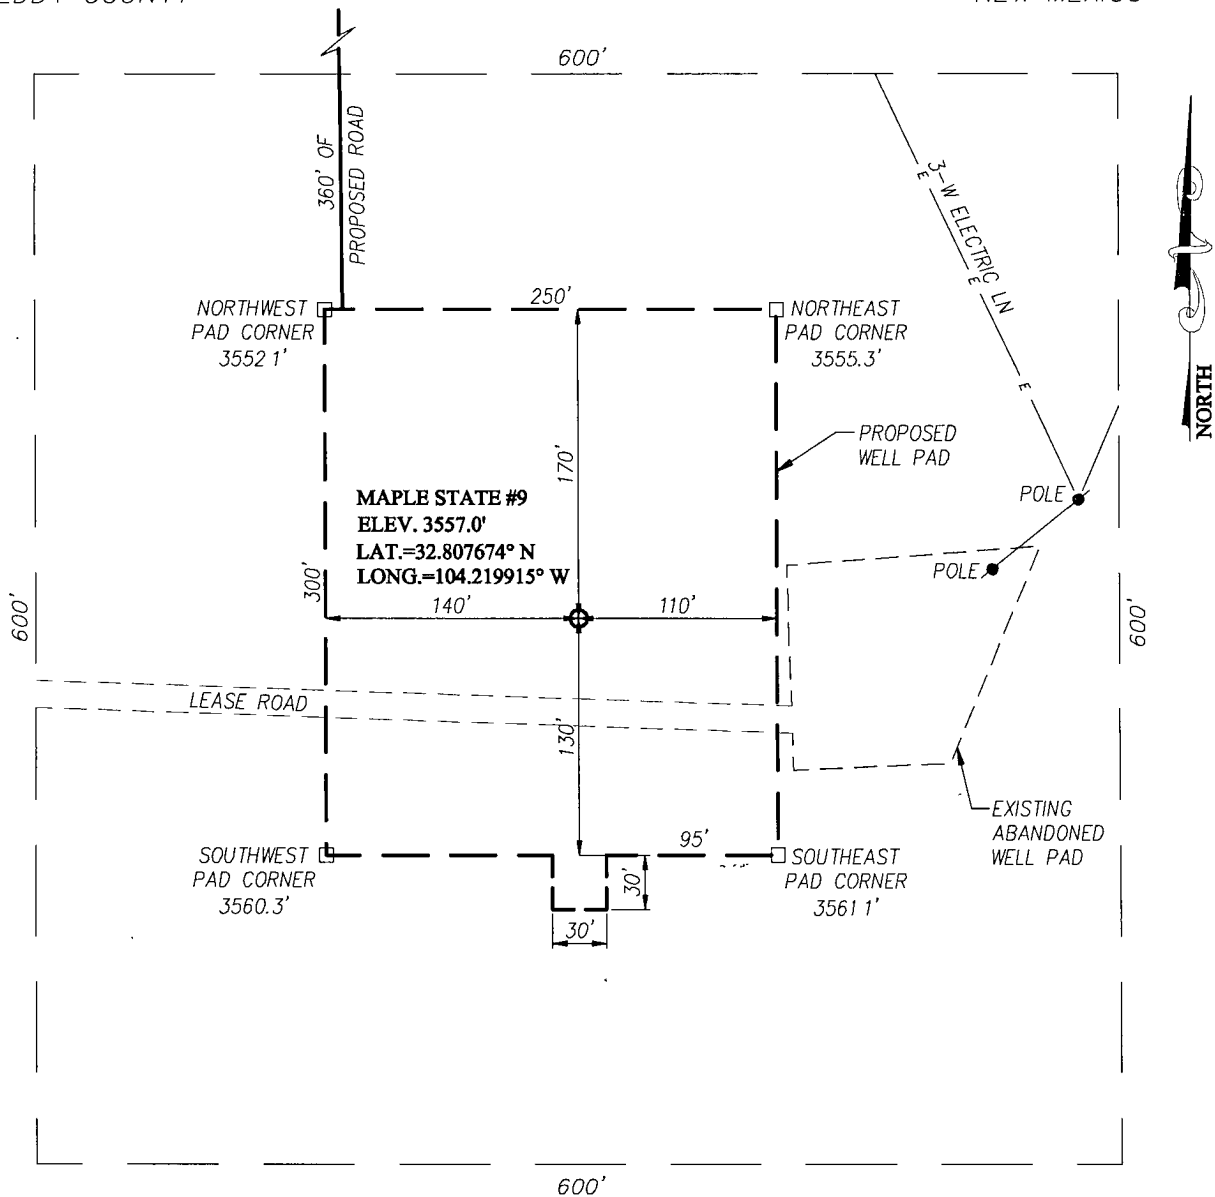 600'
360' OF
PROPOSED ROAD
3-W ELECTRIC LN
E
E
E
NORTH
NORTHWEST
PAD CORNER
3552 1'
250'
NORTHEAST
PAD CORNER
3555.3'
170'
PROPOSED
WELL PAD
POLE
POLE
MAPLE STATE #9
ELEV. 3557.0'
LAT.=32.807674° N
LONG.=104.219915° W
300'
140'
110'
600'
600'
LEASE ROAD
130'
EXISTING
ABANDONED
WELL PAD
SOUTHWEST
PAD CORNER
3560.3'
95'
SOUTHEAST
PAD CORNER
3561 1'
30'
30'
600'